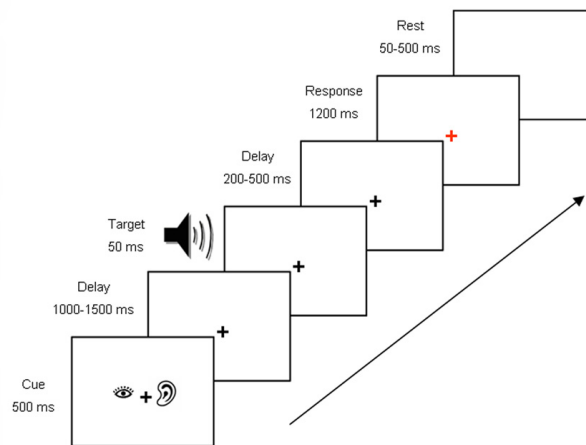 Rest
50-500 ms
Response
1200 ms
Delay
200-500 ms
Target
50 ms
Delay
1000-1500 ms
Cue
500 ms